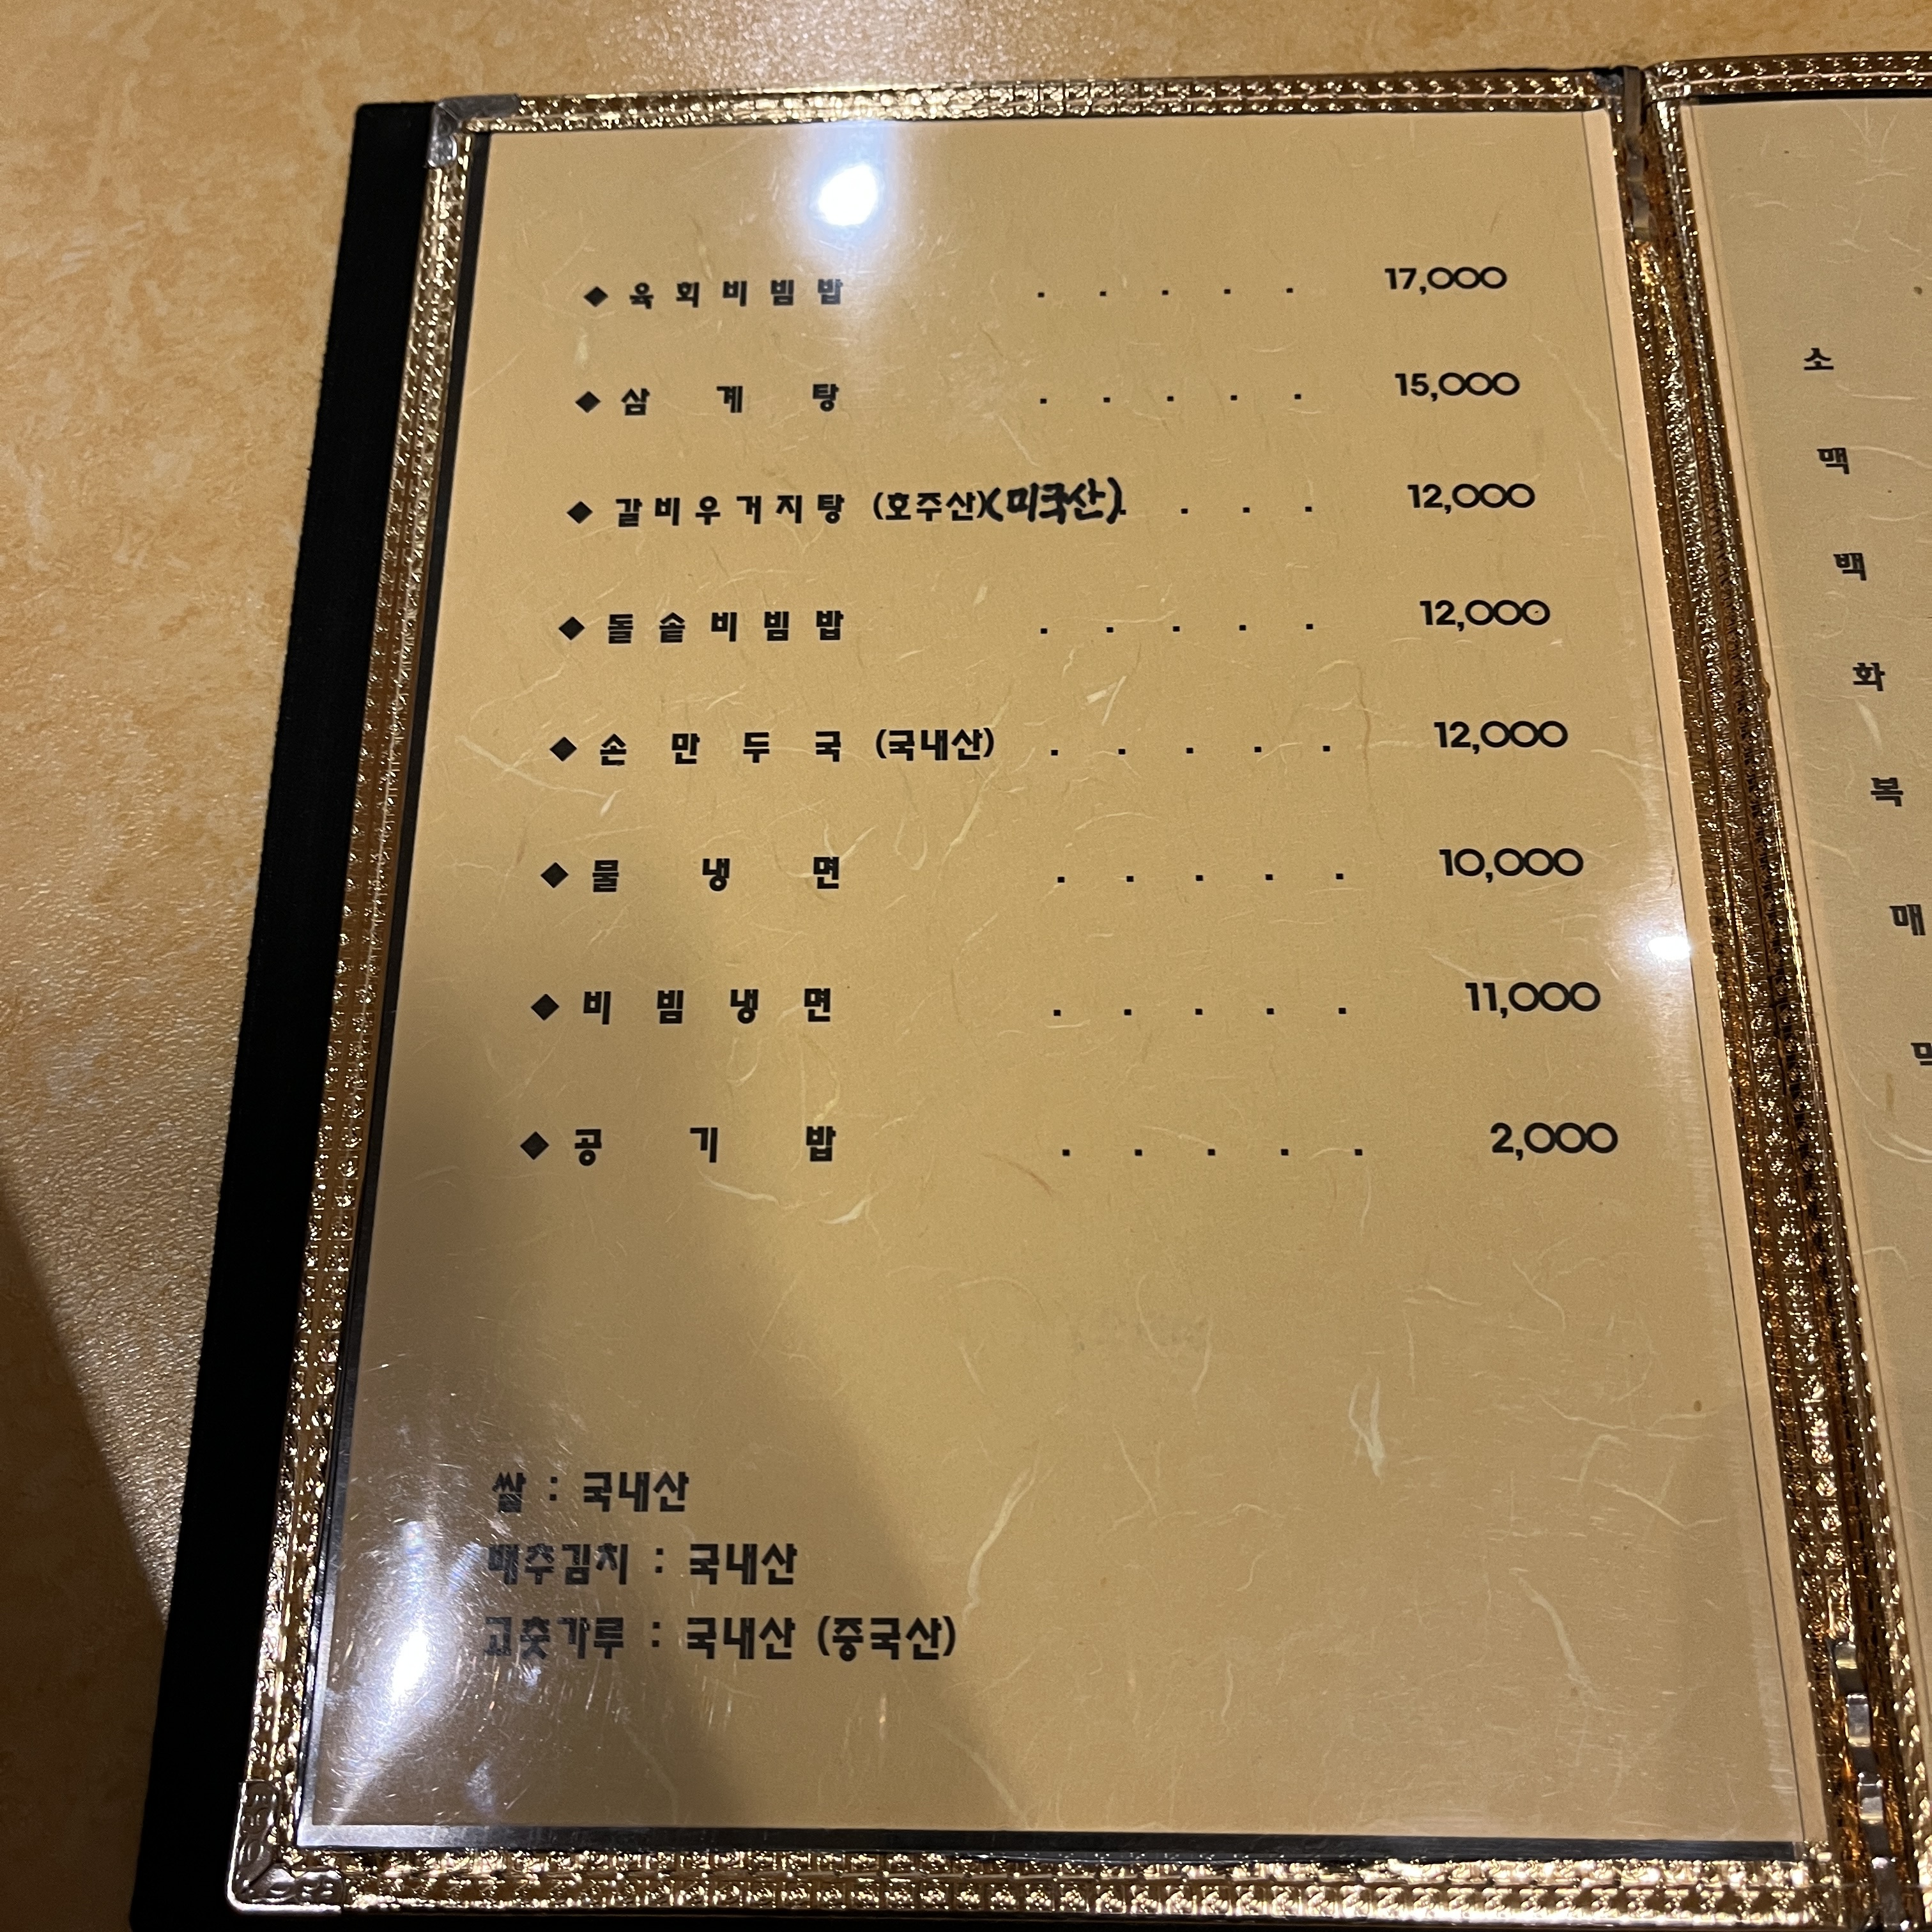 ◆ 육회비빔밥 . . . . . 17,000
◆ 삼계탕 . . . . . 15,000
◆ 갈비우거지탕 (호주산)(미국산) . . . . 12,000
◆ 돌솥비빔밥 . . . . . 12,000
◆ 손만두국 (국내산) . . . . . 12,000
◆ 물냉면 . . . . . 10,000
◆ 비빔냉면 . . . . . 11,000
◆ 공기밥 . . . . . 2,000
쌀 : 국내산
배추김치 : 국내산
고춧가루 : 국내산 (중국산)
소
맥
백
화
복
매